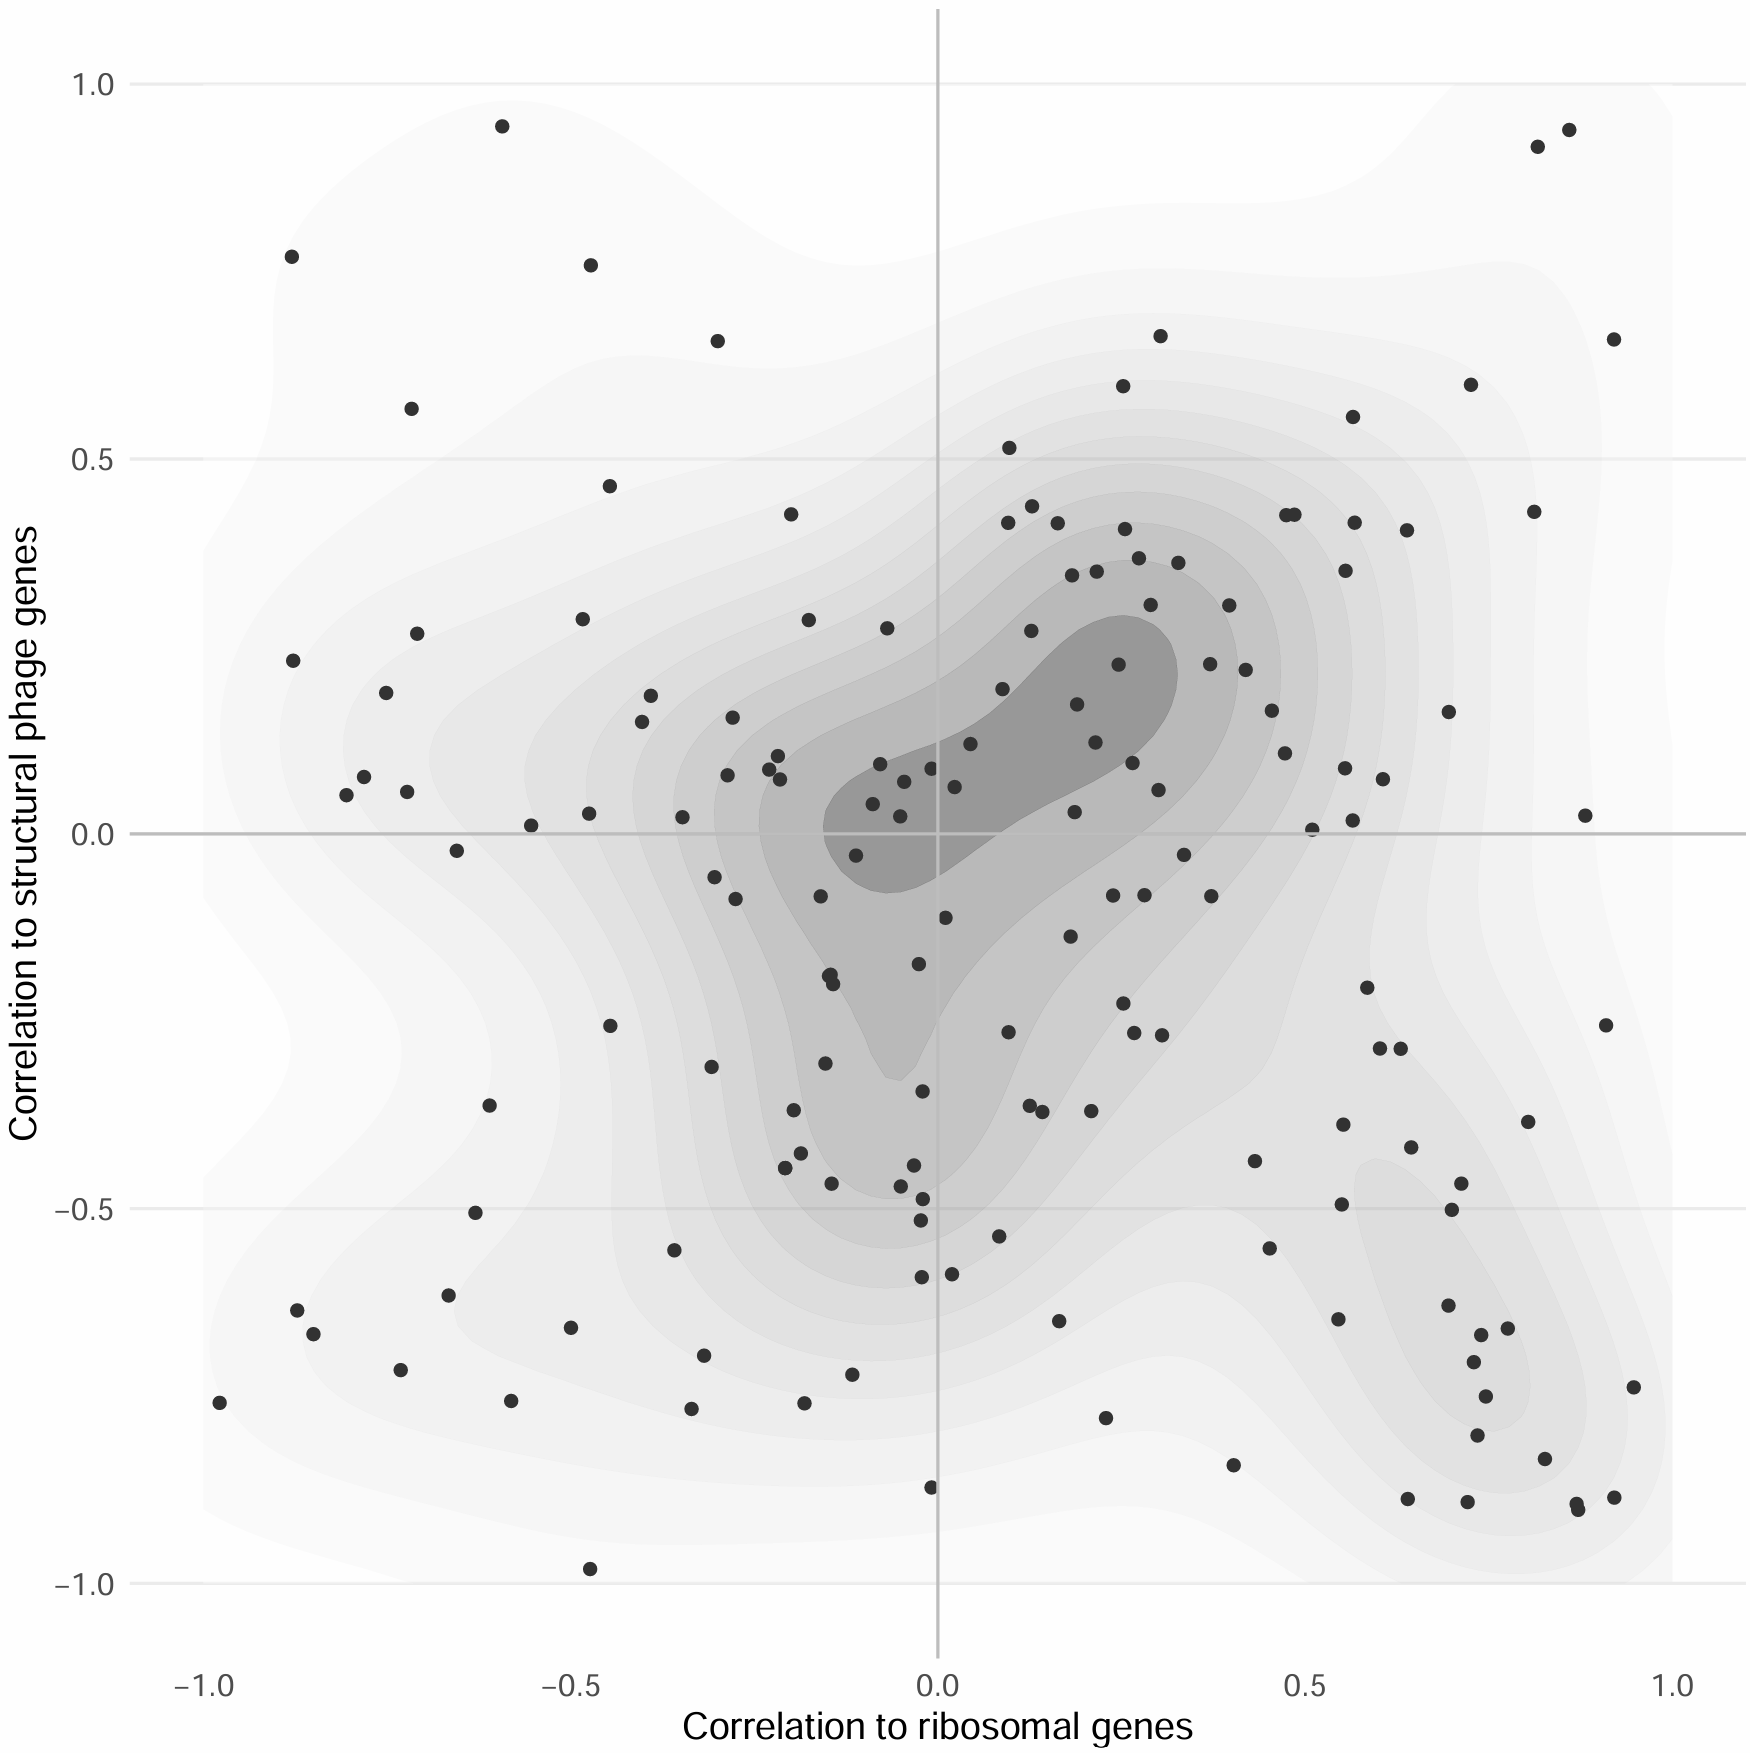 1.0
0.5
0.0
−0.5
−1.0
Correlation to structural phage genes
−1.0 −0.5 0.0 0.5 1.0
Correlation to ribosomal genes